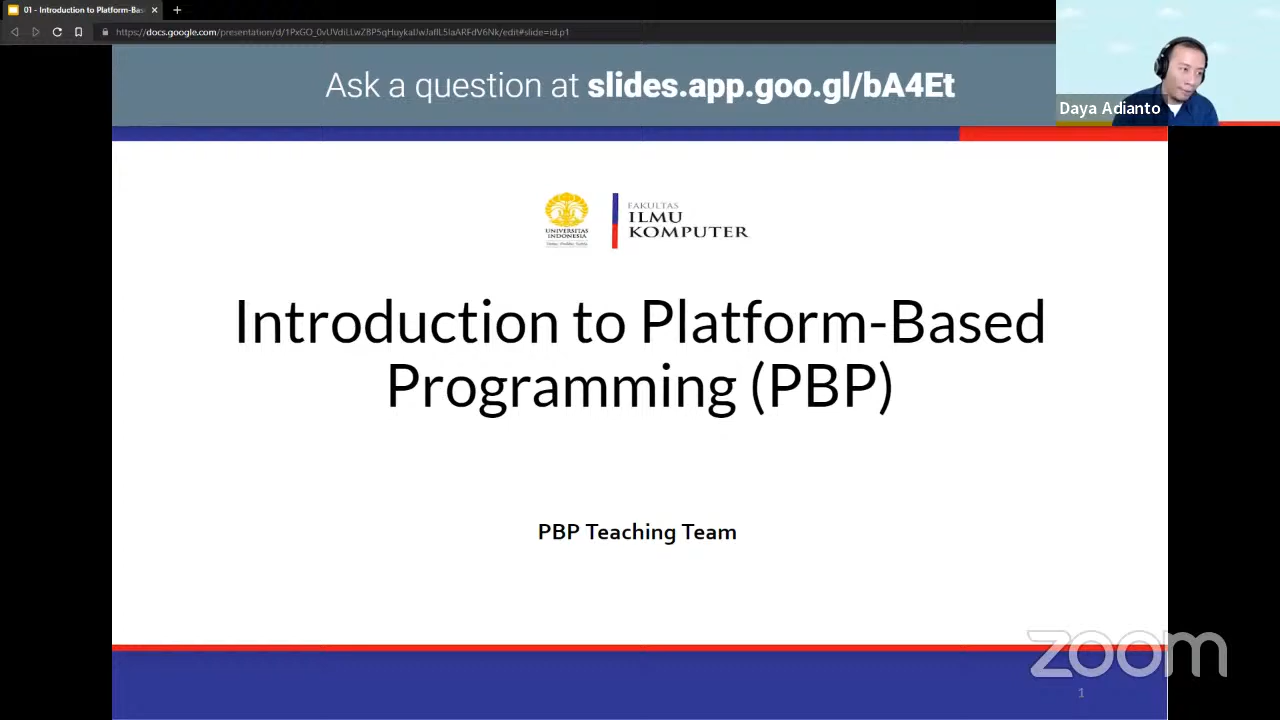 01 - Introduction to Platform-Bas
Ask a question at slides.app.goo.gl/bA4Et
Daya Adianto
UNIVERSITAS
INDONESIA
FAKULTAS
ILMU
KOMPUTER
Introduction to Platform-Based
Programming (PBP)
PBP Teaching Team
zoom
1